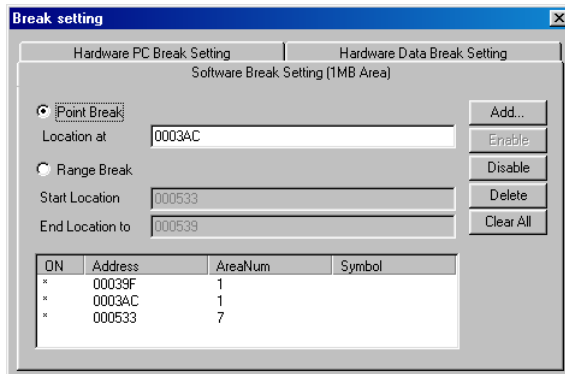 Break setting
Hardware PC Break Setting
Hardware Data Break Setting
Software Break Setting (1MB Area)
Point Break
Add...
Location at 0003AC
Enable
Range Break
Disable
Start Location 000533
Delete
End Location to 000539
Clear All
ON Address AreaNum Symbol
* 00039F 1
* 0003AC 1
* 000533 7